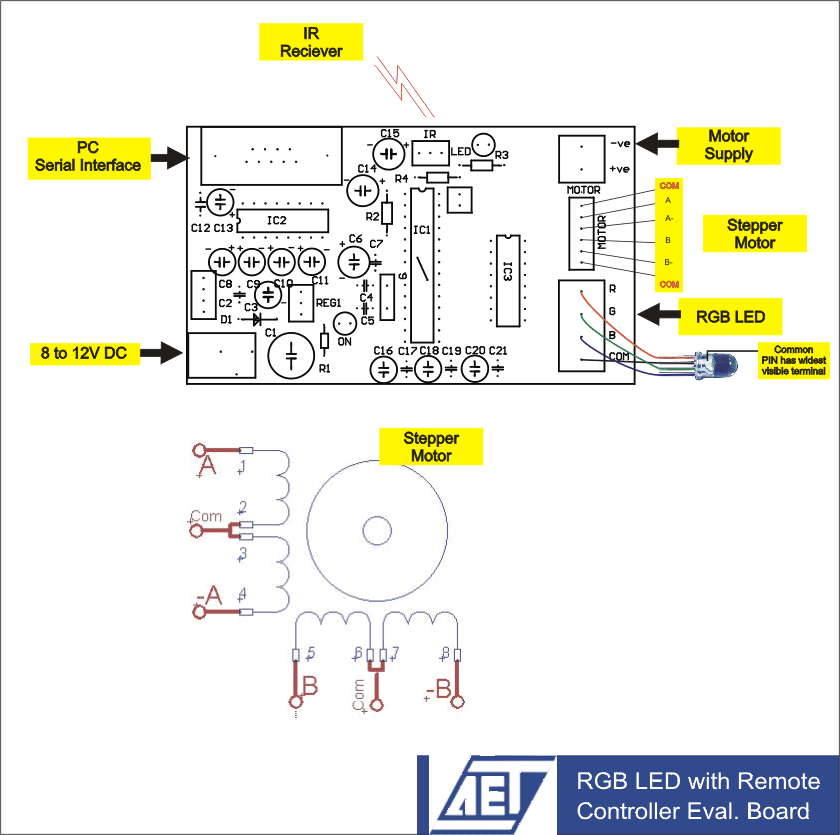 IR
Reciever
PC
Serial Interface
Motor
Supply
C15
IR
LED
R3
-ve
+ve
C14
R4
MOTOR
COM
A
A-
B
B-
COM
MOTOR
Stepper
Motor
C12 C13
IC2
R2
IC1
C6
C7
IC3
C8
C9
C10
C11
C2
C3
REG1
C4
C5
6
D1
C1
ON
R1
R
G
B
COM
RGB LED
8 to 12V DC
C16
C17
C18
C19
C20
C21
Common
PIN has widest
visible terminal
Stepper
Motor
A
1
2
Com
3
-A
4
5
6
7
8
B
Com
-B
AET
RGB LED with Remote
Controller Eval. Board